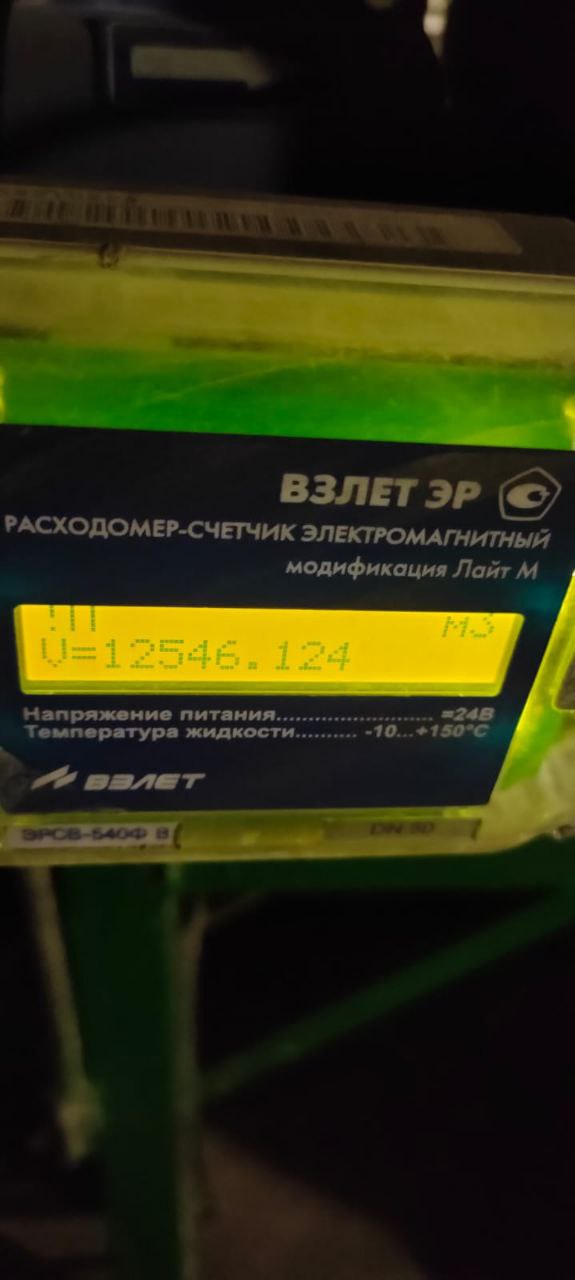 ВЗЛЕТ ЭР
РАСХОДОМЕР-СЧЕТЧИК ЭЛЕКТРОМАГНИТНЫЙ
модификация Лайт М
!П м3
V=12546.124
Напряжение питания........................ =24В
Температура жидкости.......... -10...+150°С
ВЗЛЕТ
ЭРСВ-540Ф В DN 80